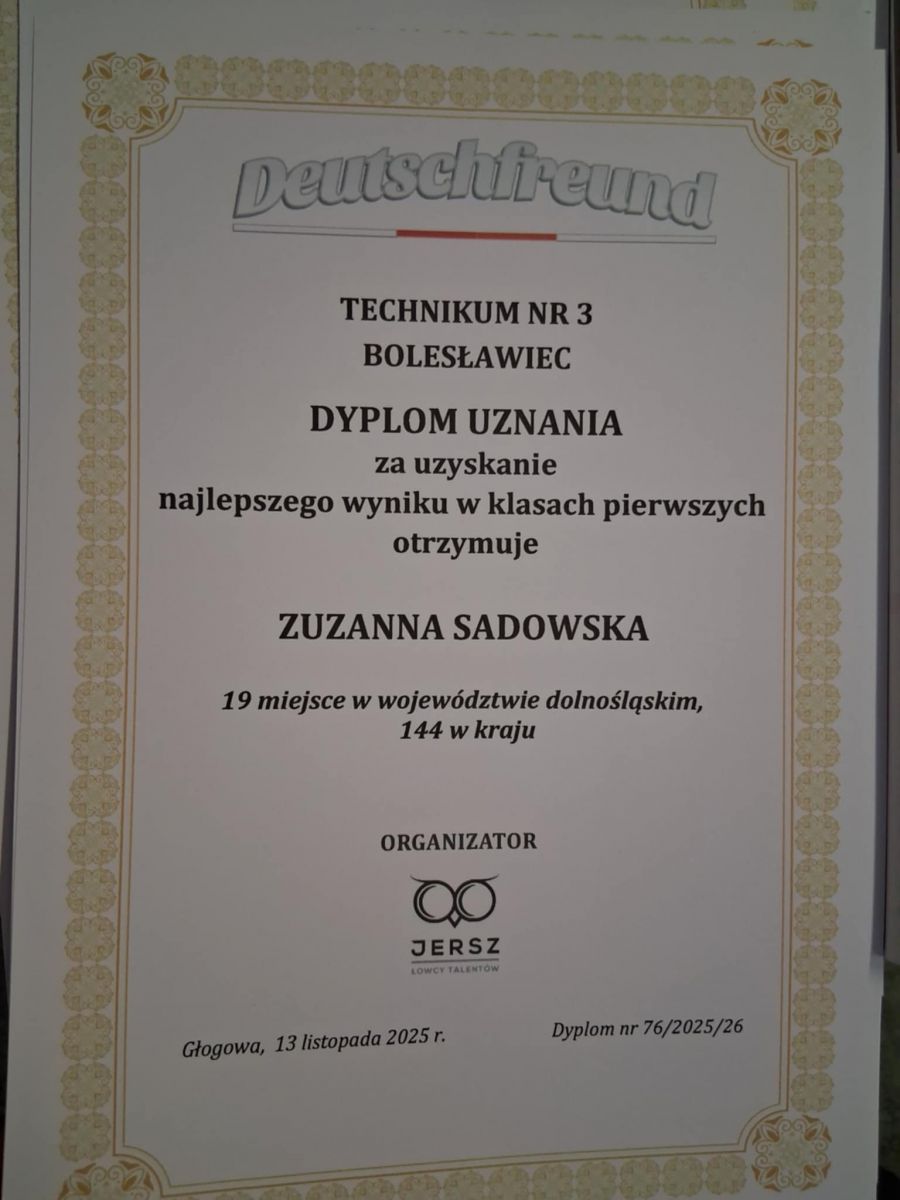 Deutschfreund
TECHNIKUM NR 3
BOLESŁAWIEC
DYPLOM UZNANIA
za uzyskanie
najlepszego wyniku w klasach pierwszych
otrzymuje
ZUZANNA SADOWSKA
19 miejsce w województwie dolnośląskim,
144 w kraju
ORGANIZATOR
JERSZ
ŁOWCY TALENTÓW
Głogowa, 13 listopada 2025 r.
Dyplom nr 76/2025/26